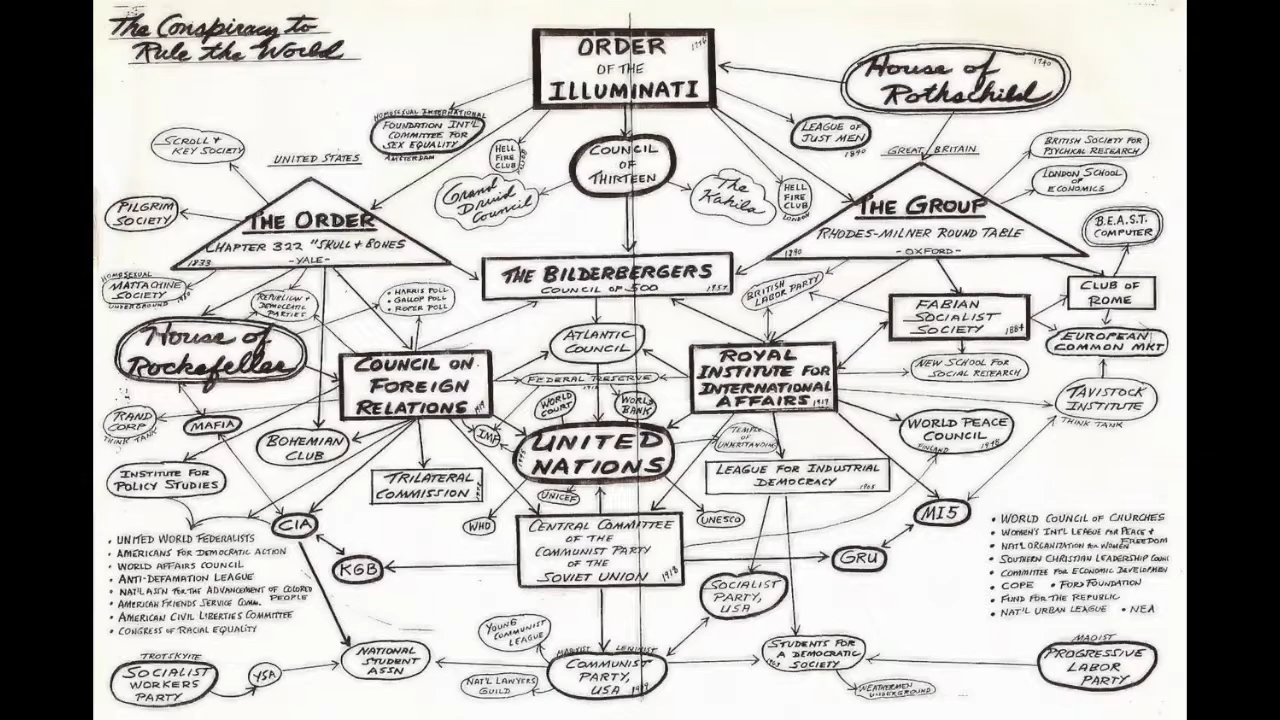 The Conspiracy to
Rule the World
ORDER
OF THE
ILLUMINATI
1776
House of
Rothschild
1740
HOMOSEXUAL INTERNATIONAL
FOUNDATION INT'L
COMMITTEE FOR
SEX EQUALITY
AMSTERDAM
HELL
FIRE
CLUB
COUNCIL
OF
THIRTEEN
LEAGUE OF
JUST MEN
1840
SCROLL &
KEY SOCIETY
UNITED STATES
GREAT BRITAIN
BRITISH SOCIETY FOR
PSYCHICAL RESEARCH
LONDON SCHOOL
OF
ECONOMICS
Grand
Druid
Council
The
Kahila
HELL
FIRE
CLUB
LONDON
PILGRIM
SOCIETY
THE ORDER
CHAPTER 322 "SKULL & BONES
1833
-YALE-
THE GROUP
RHODES-MILNER ROUND TABLE
1890
-OXFORD-
B.E.A.S.T.
COMPUTER
THE BILDERBERGERS
COUNCIL OF 500
HOMOSEXUAL
MATTACHINE
SOCIETY
UNDERGROUND
REPUBLICAN &
DEMOCRATIC
PARTIES
• HARRIS POLL
• GALLOP POLL
• ROPER POLL
BRITISH
LABOR PARTY
CLUB OF
ROME
FABIAN
SOCIALIST
SOCIETY
1884
House of
Rockefeller
ATLANTIC
COUNCIL
EUROPEAN
COMMON MKT
COUNCIL ON
FOREIGN
RELATIONS
FEDERAL RESERVE
ROYAL
INSTITUTE FOR
INTERNATIONAL
AFFAIRS
NEW SCHOOL FOR
SOCIAL RESEARCH
TAVISTOCK
INSTITUTE
THINK TANK
WORLD
COURT
WORLD
BANK
RAND
CORP
THINK TANK
MAFIA
BOHEMIAN
CLUB
IMF
UNITED
NATIONS
TEMPLE
OF
UNDERSTANDING
WORLD PEACE
COUNCIL
FINLAND
INSTITUTE FOR
POLICY STUDIES
TRILATERAL
COMMISSION
LEAGUE FOR INDUSTRIAL
DEMOCRACY
1905
UNICEF
CIA
WHO
UNESCO
MI5
CENTRAL COMMITTEE
OF THE
COMMUNIST PARTY
OF THE
SOVIET UNION
1918
KGB
GRU
• UNITED WORLD FEDERALISTS
• AMERICANS FOR DEMOCRATIC ACTION
• WORLD AFFAIRS COUNCIL
• ANTI-DEFAMATION LEAGUE
• NAT'L ASSN FOR THE ADVANCEMENT OF COLORED
PEOPLE
• AMERICAN FRIENDS SERVICE COMM.
• AMERICAN CIVIL LIBERTIES COMMITTEE
• CONGRESS OF RACIAL EQUALITY
• WORLD COUNCIL OF CHURCHES
• WOMEN'S INT'L LEAGUE FOR PEACE &
FREEDOM
• NAT'L ORGANIZATION FOR WOMEN
• SOUTHERN CHRISTIAN LEADERSHIP
• COMMITTEE FOR ECONOMIC DEVELOPMEN
• COPE • FORD FOUNDATION
• FUND FOR THE REPUBLIC
• NAT'L URBAN LEAGUE • NEA
SOCIALIST
PARTY,
USA
YOUNG
COMMUNIST
LEAGUE
TROTSKYITE
SOCIALIST
WORKERS
PARTY
YSA
NATIONAL
STUDENT
ASSN
MARXIST LENINIST
COMMUNIST
PARTY,
USA
1919
NAT'L LAWYERS
GUILD
STUDENTS FOR
A DEMOCRATIC
SOCIETY
WEATHERMEN
UNDERGROUND
MAOIST
PROGRESSIVE
LABOR
PARTY